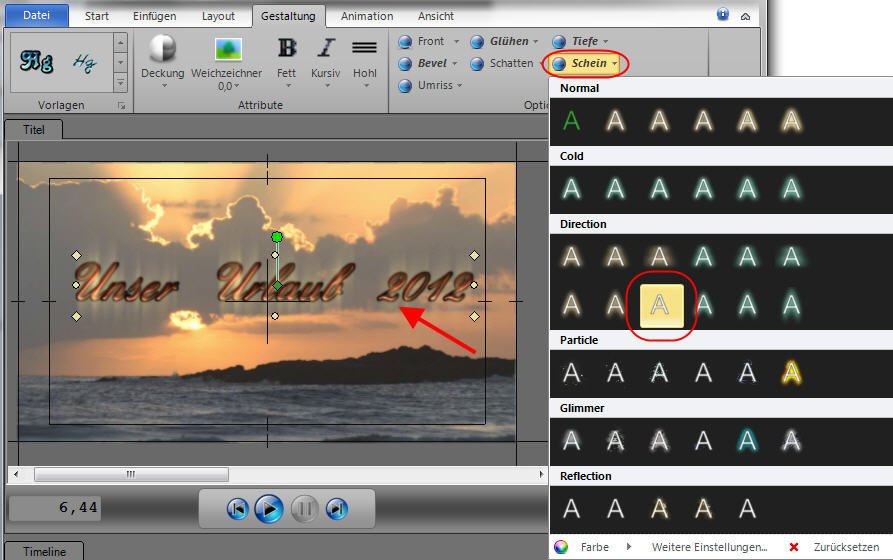 Datei Start Einfügen Layout Gestaltung Animation Ansicht
Hg Hg
Deckung Weichzeichner
0,0
B Fett
I Kursiv
Hohl
Front Glühen Tiefe
Bevel Schatten Schein
Umriss
Vorlagen Attribute Optio
Normal
A A A A A A
Cold
A A A A A A
Direction
A A A A A A
A A A A A A
Particle
A A A A A A
Glimmer
A A A A A A
Reflection
A A A A A
Farbe Weitere Einstellungen... Zurücksetzen
Titel
Unser Urlaub 2012
6,44
Timeline